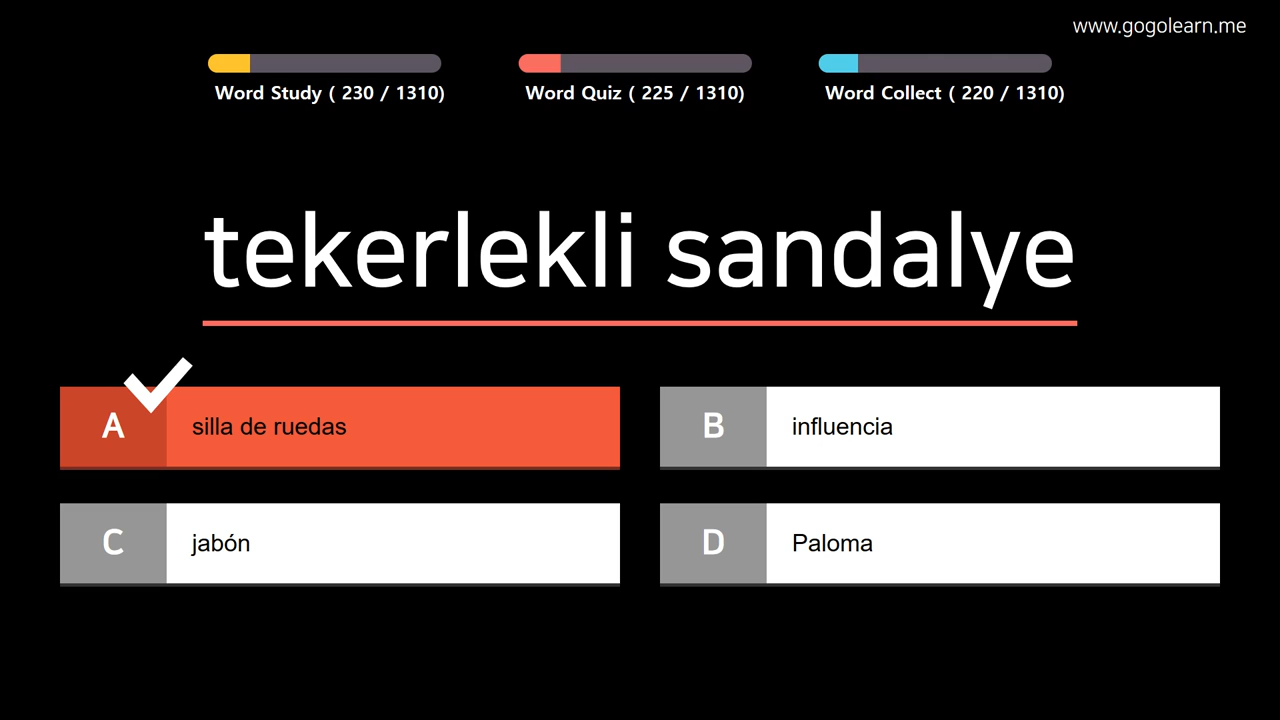 www.gogolearn.me
Word Study ( 230 / 1310)
Word Quiz ( 225 / 1310)
Word Collect ( 220 / 1310)
tekerlekli sandalye
A
silla de ruedas
B
influencia
C
jabón
D
Paloma